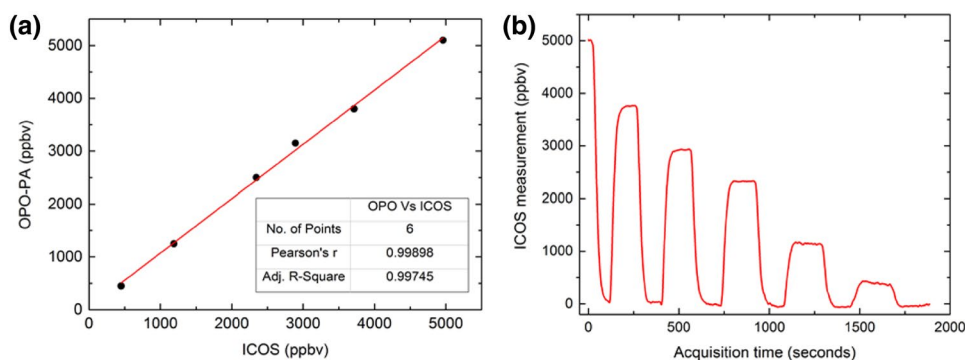 (a)
5000
4000
3000
2000
1000
0
OPO-PA (ppbv)
OPO Vs ICOS
No. of Points 6
Pearson's r 0.99898
Adj. R-Square 0.99745
0 1000 2000 3000 4000 5000
ICOS (ppbv)
(b)
5000
4000
3000
2000
1000
0
ICOS measurement (ppbv)
0 500 1000 1500 2000
Acquisition time (seconds)